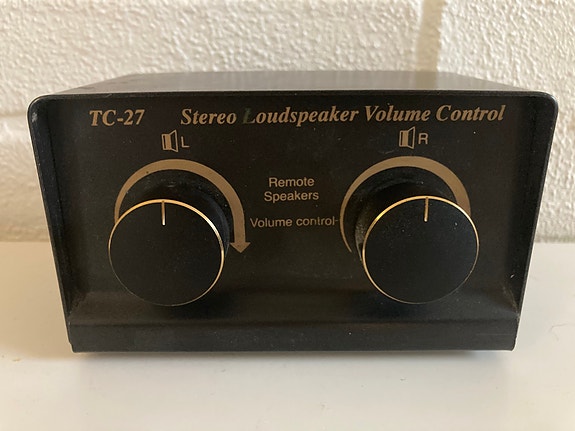 TC-27 Stereo Loudspeaker Volume Control
L
R
Remote
Speakers
Volume control